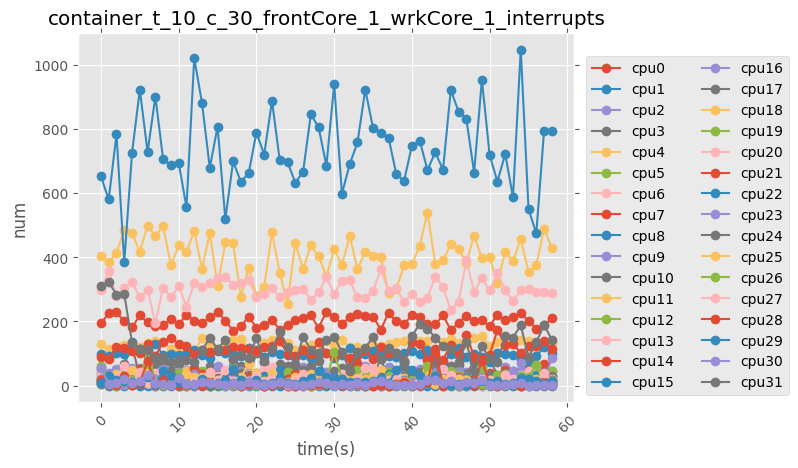 container_t_10_c_30_frontCore_1_wrkCore_1_interrupts
num
1000
800
600
400
200
0
0
10
20
30
40
50
60
time(s)
cpu0
cpu1
cpu2
cpu3
cpu4
cpu5
cpu6
cpu7
cpu8
cpu9
cpu10
cpu11
cpu12
cpu13
cpu14
cpu15
cpu16
cpu17
cpu18
cpu19
cpu20
cpu21
cpu22
cpu23
cpu24
cpu25
cpu26
cpu27
cpu28
cpu29
cpu30
cpu31